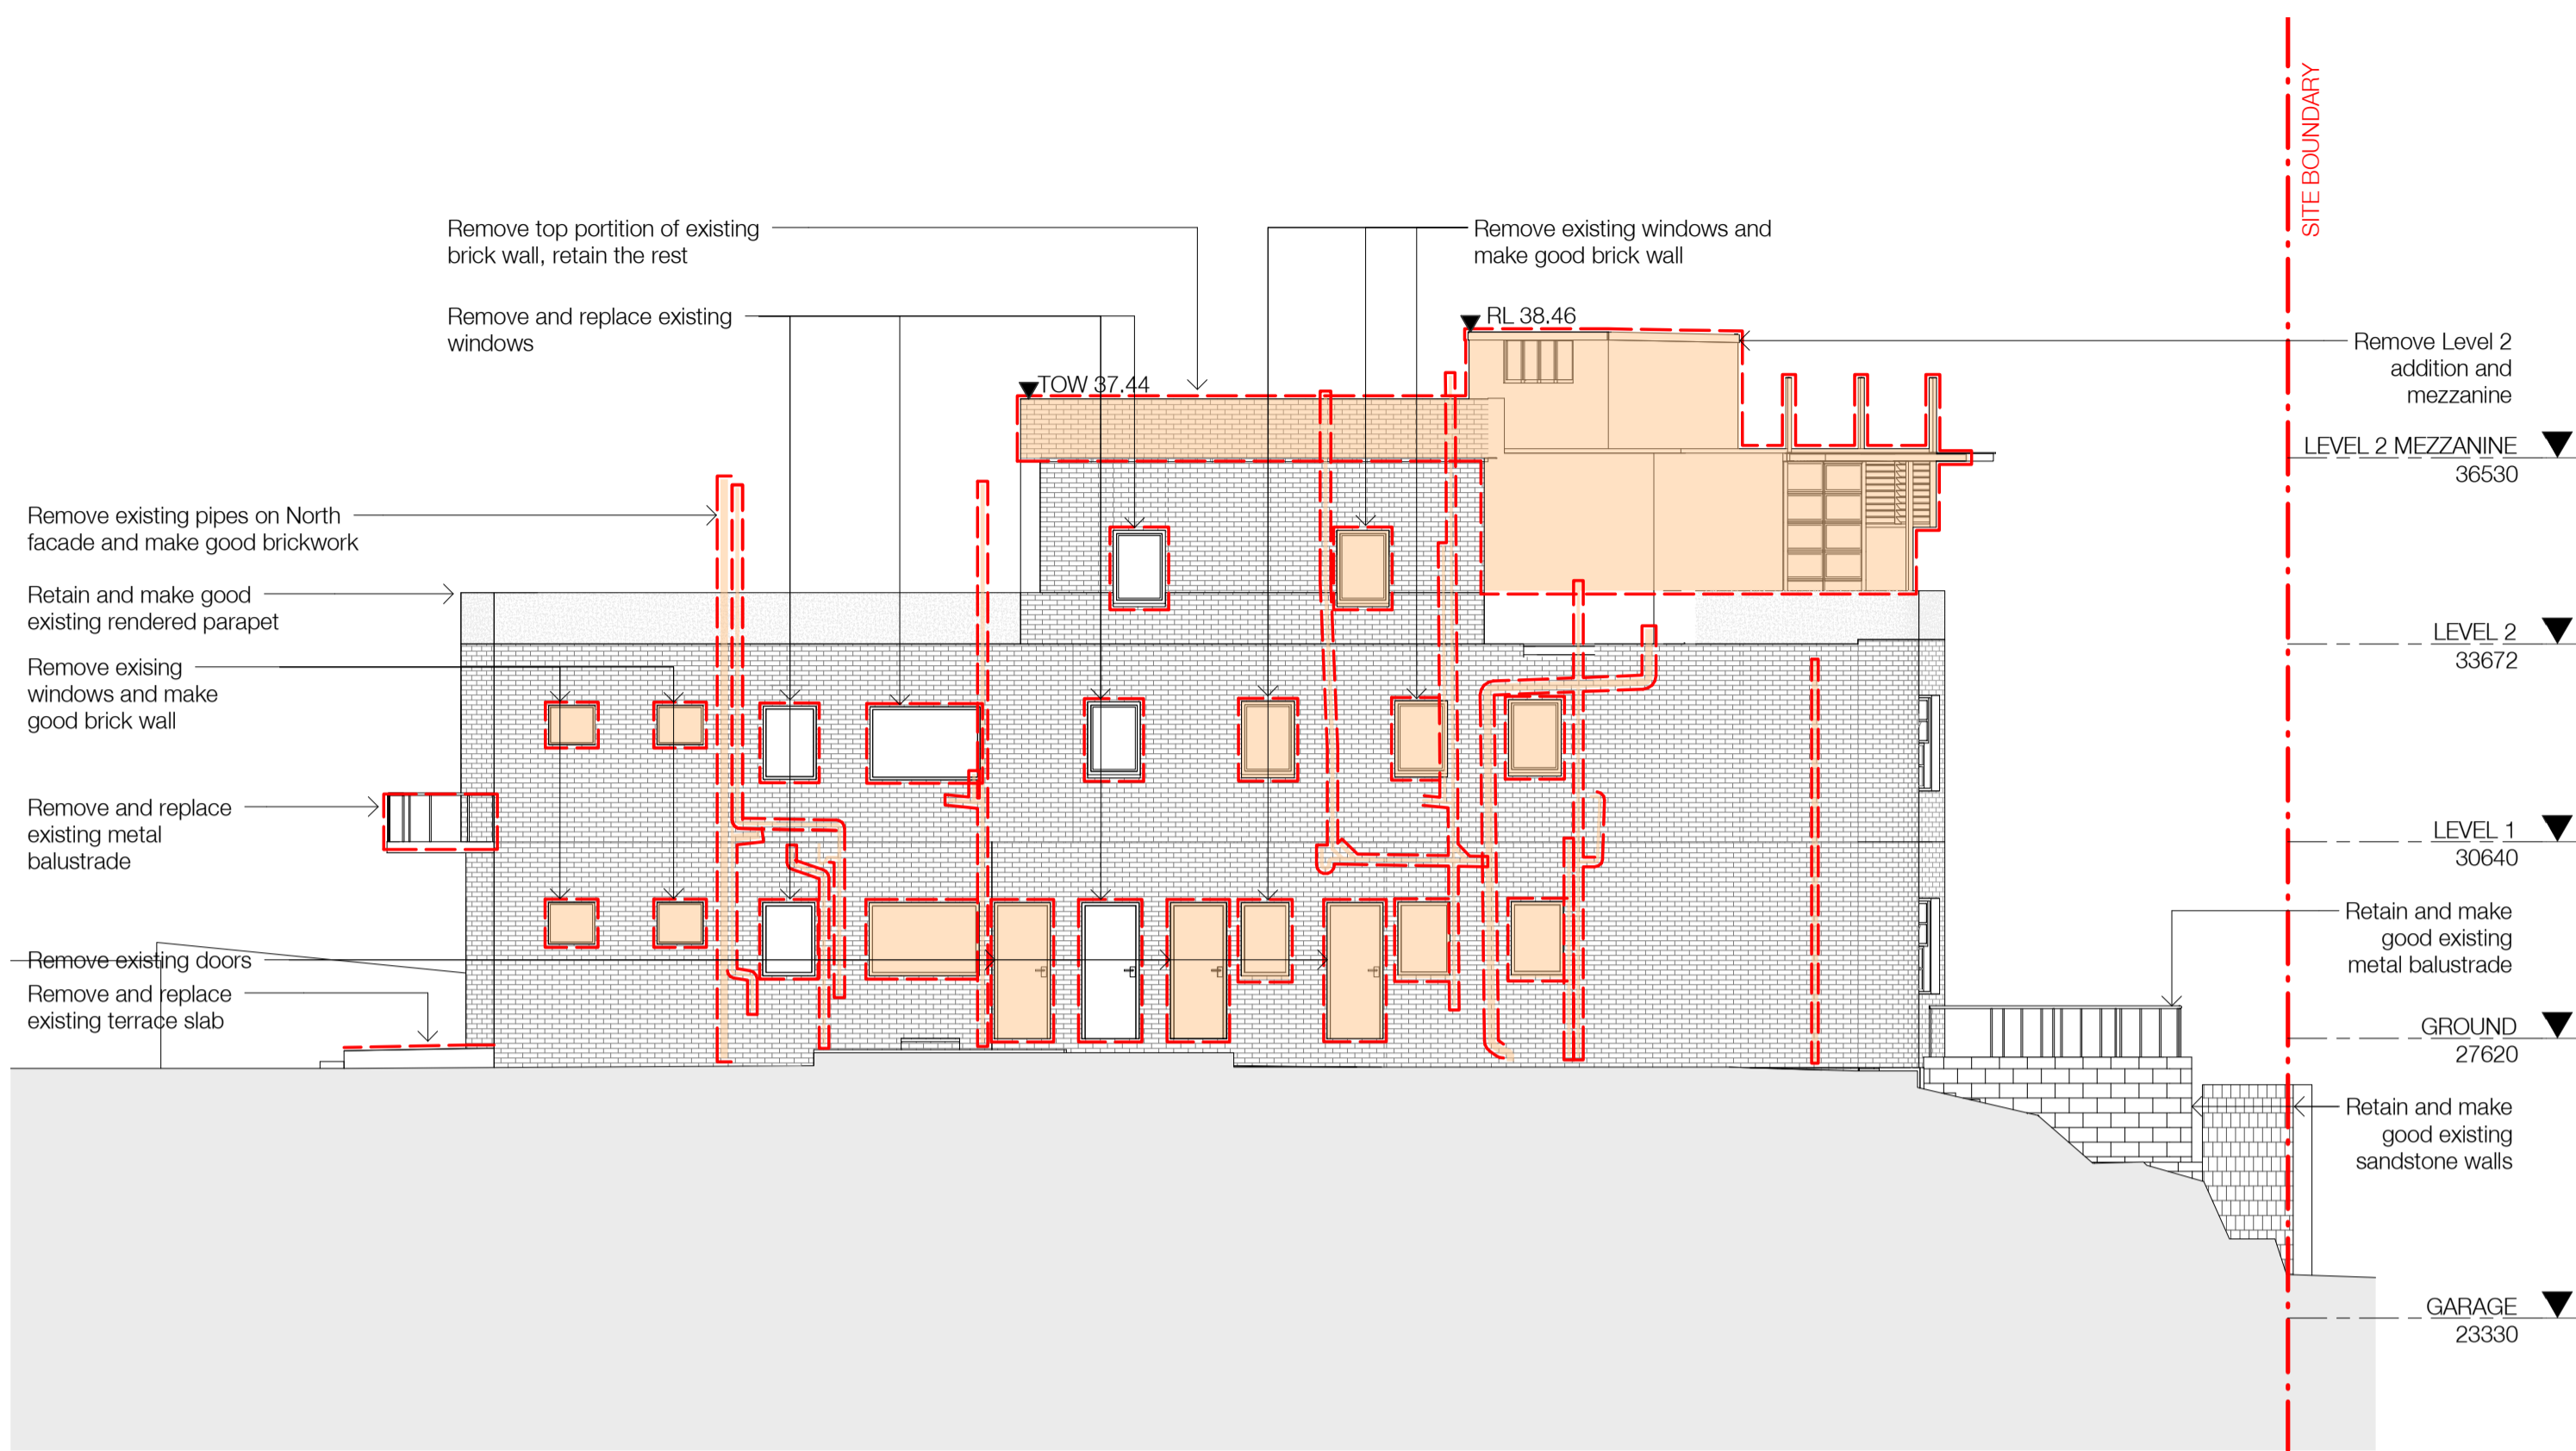 SITE BOUNDARY
Remove top portition of existing
brick wall, retain the rest
Remove existing windows and
make good brick wall
Remove and replace existing
windows
RL 38.46
Remove Level 2
addition and
mezzanine
TOW 37.44
LEVEL 2 MEZZANINE
36530
Remove existing pipes on North
facade and make good brickwork
Retain and make good
existing rendered parapet
LEVEL 2
33672
Remove exising
windows and make
good brick wall
Remove and replace
existing metal
balustrade
LEVEL 1
30640
Retain and make
good existing
metal balustrade
Remove existing doors
Remove and replace
existing terrace slab
GROUND
27620
Retain and make
good existing
sandstone walls
GARAGE
23330